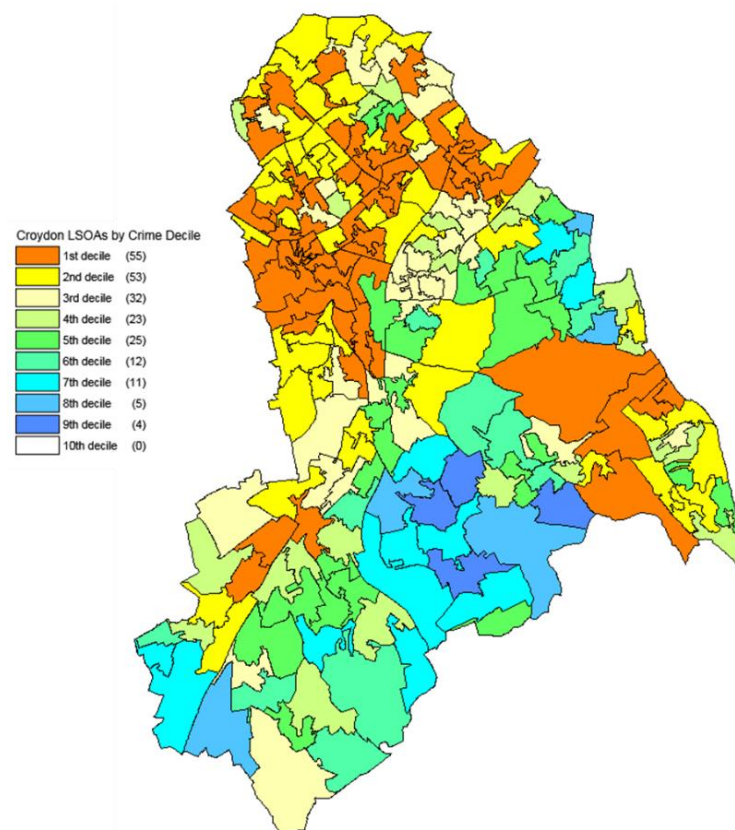 Croydon LSOAs by Crime Decile
1st decile (55)
2nd decile (53)
3rd decile (32)
4th decile (23)
5th decile (25)
6th decile (12)
7th decile (11)
8th decile (5)
9th decile (4)
10th decile (0)